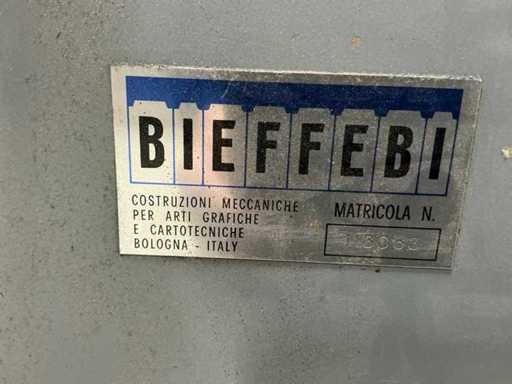 BIEFFEBI
COSTRUZIONI MECCANICHE
PER ARTI GRAFICHE
E CARTOTECNICHE
BOLOGNA - ITALY
MATRICOLA N.